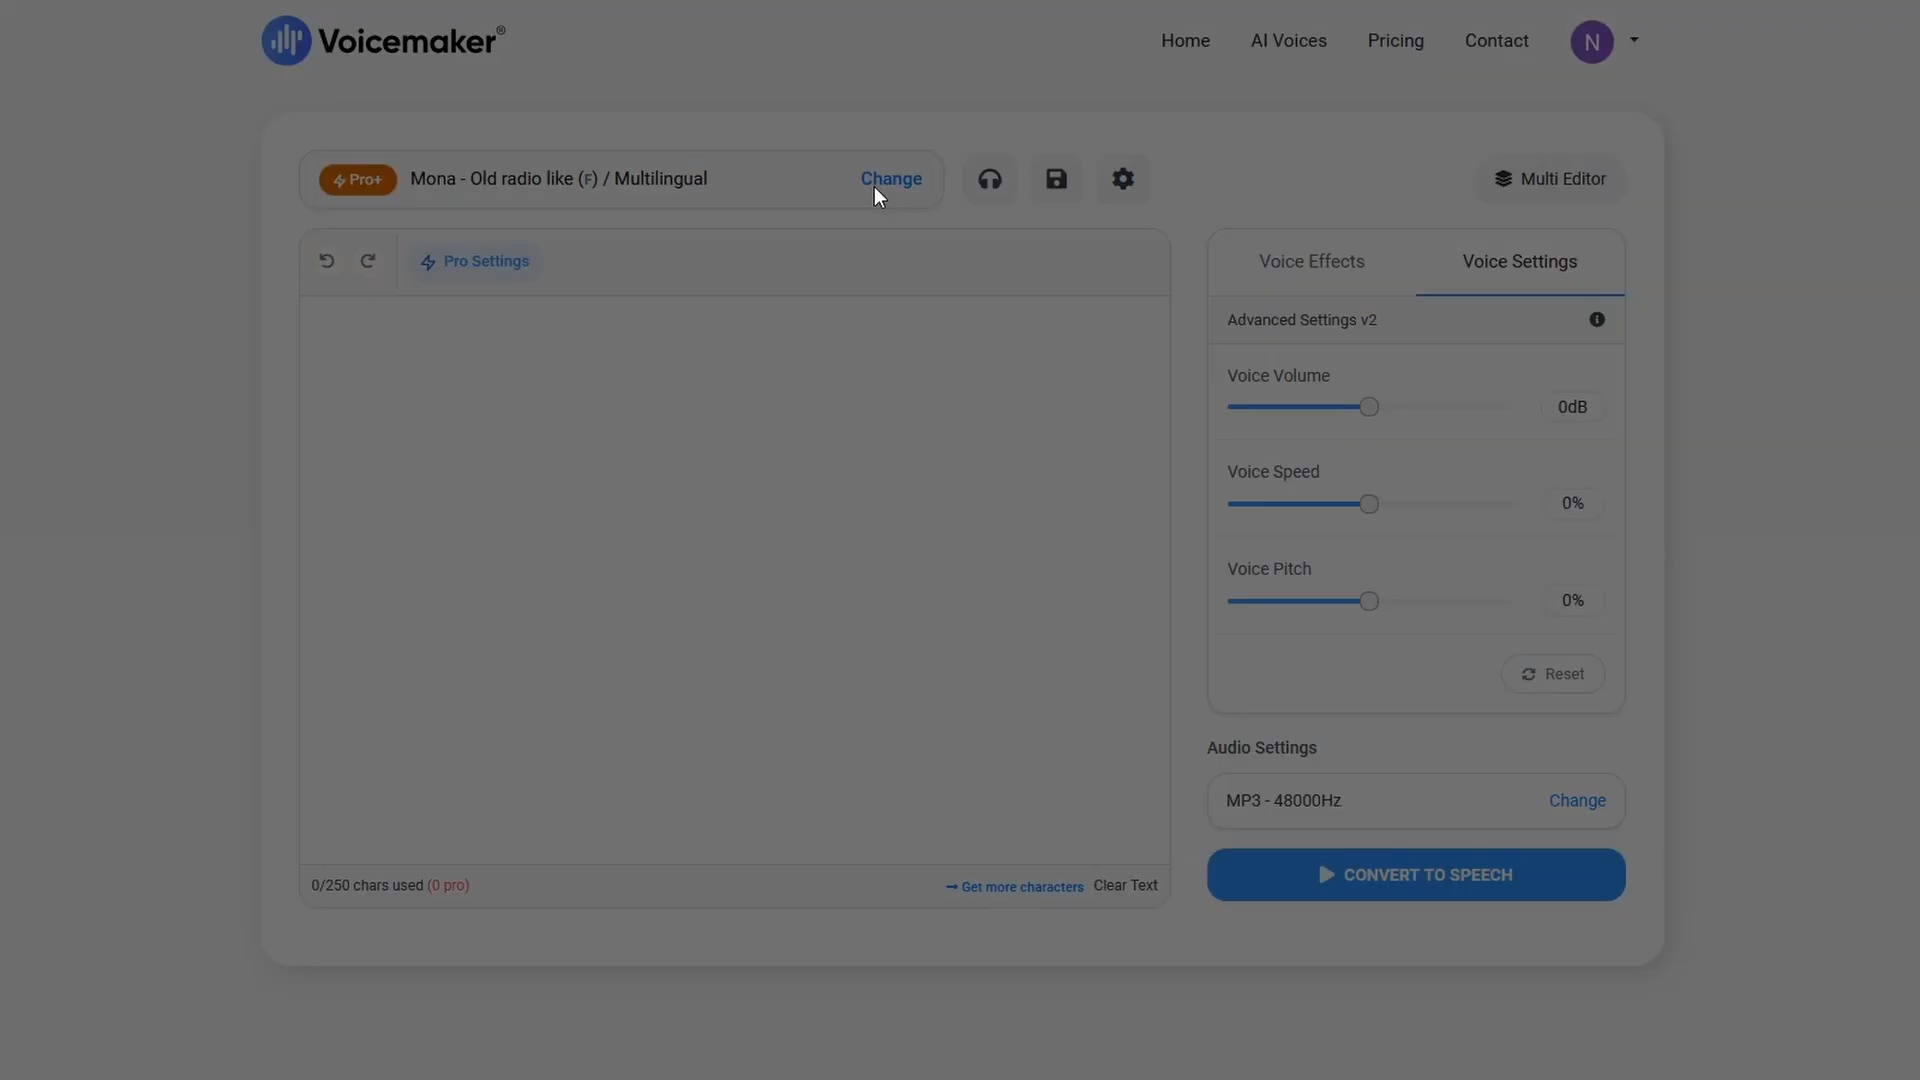 Voicemaker®
Home AI Voices Pricing Contact N
Pro+ Mona - Old radio like (F) / Multilingual Change
Multi Editor
Pro Settings
Voice Effects Voice Settings
Advanced Settings v2
Voice Volume
0dB
Voice Speed
0%
Voice Pitch
0%
Reset
Audio Settings
MP3 - 48000Hz Change
CONVERT TO SPEECH
0/250 chars used (0 pro) → Get more characters Clear Text